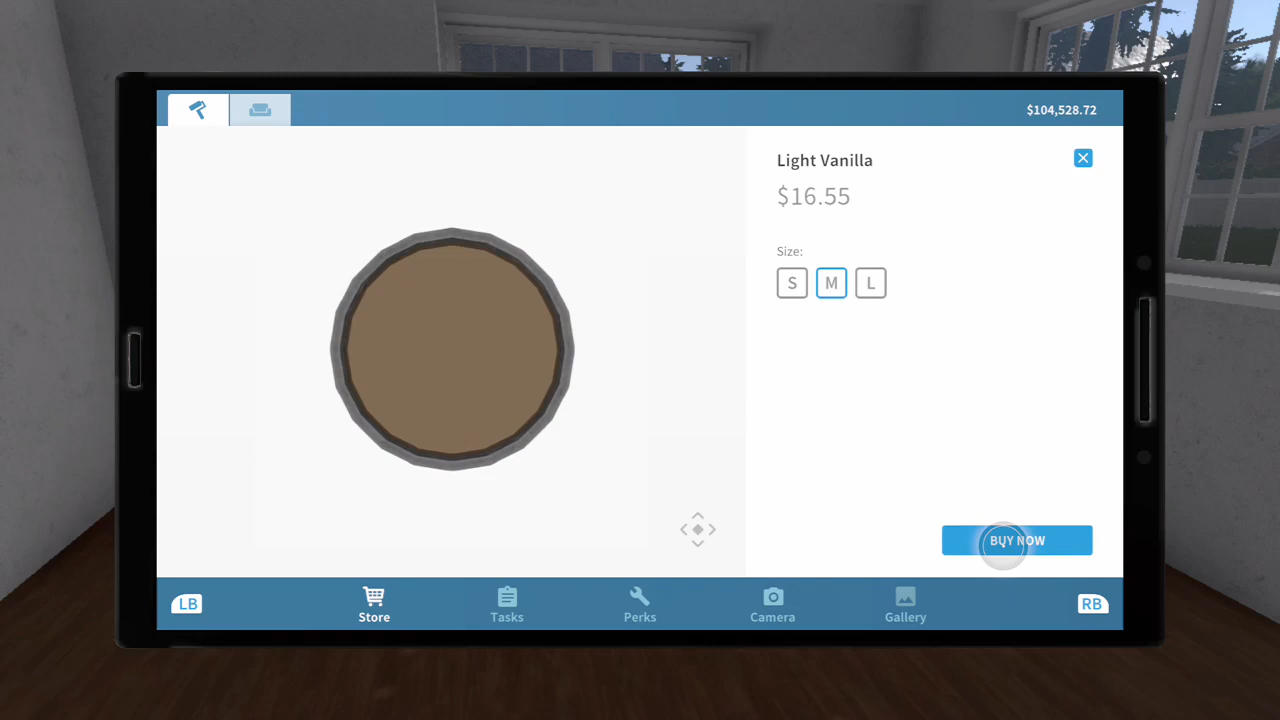 $104,528.72
Light Vanilla
$16.55
Size:
S M L
BUY NOW
LB Store Tasks Perks Camera Gallery RB